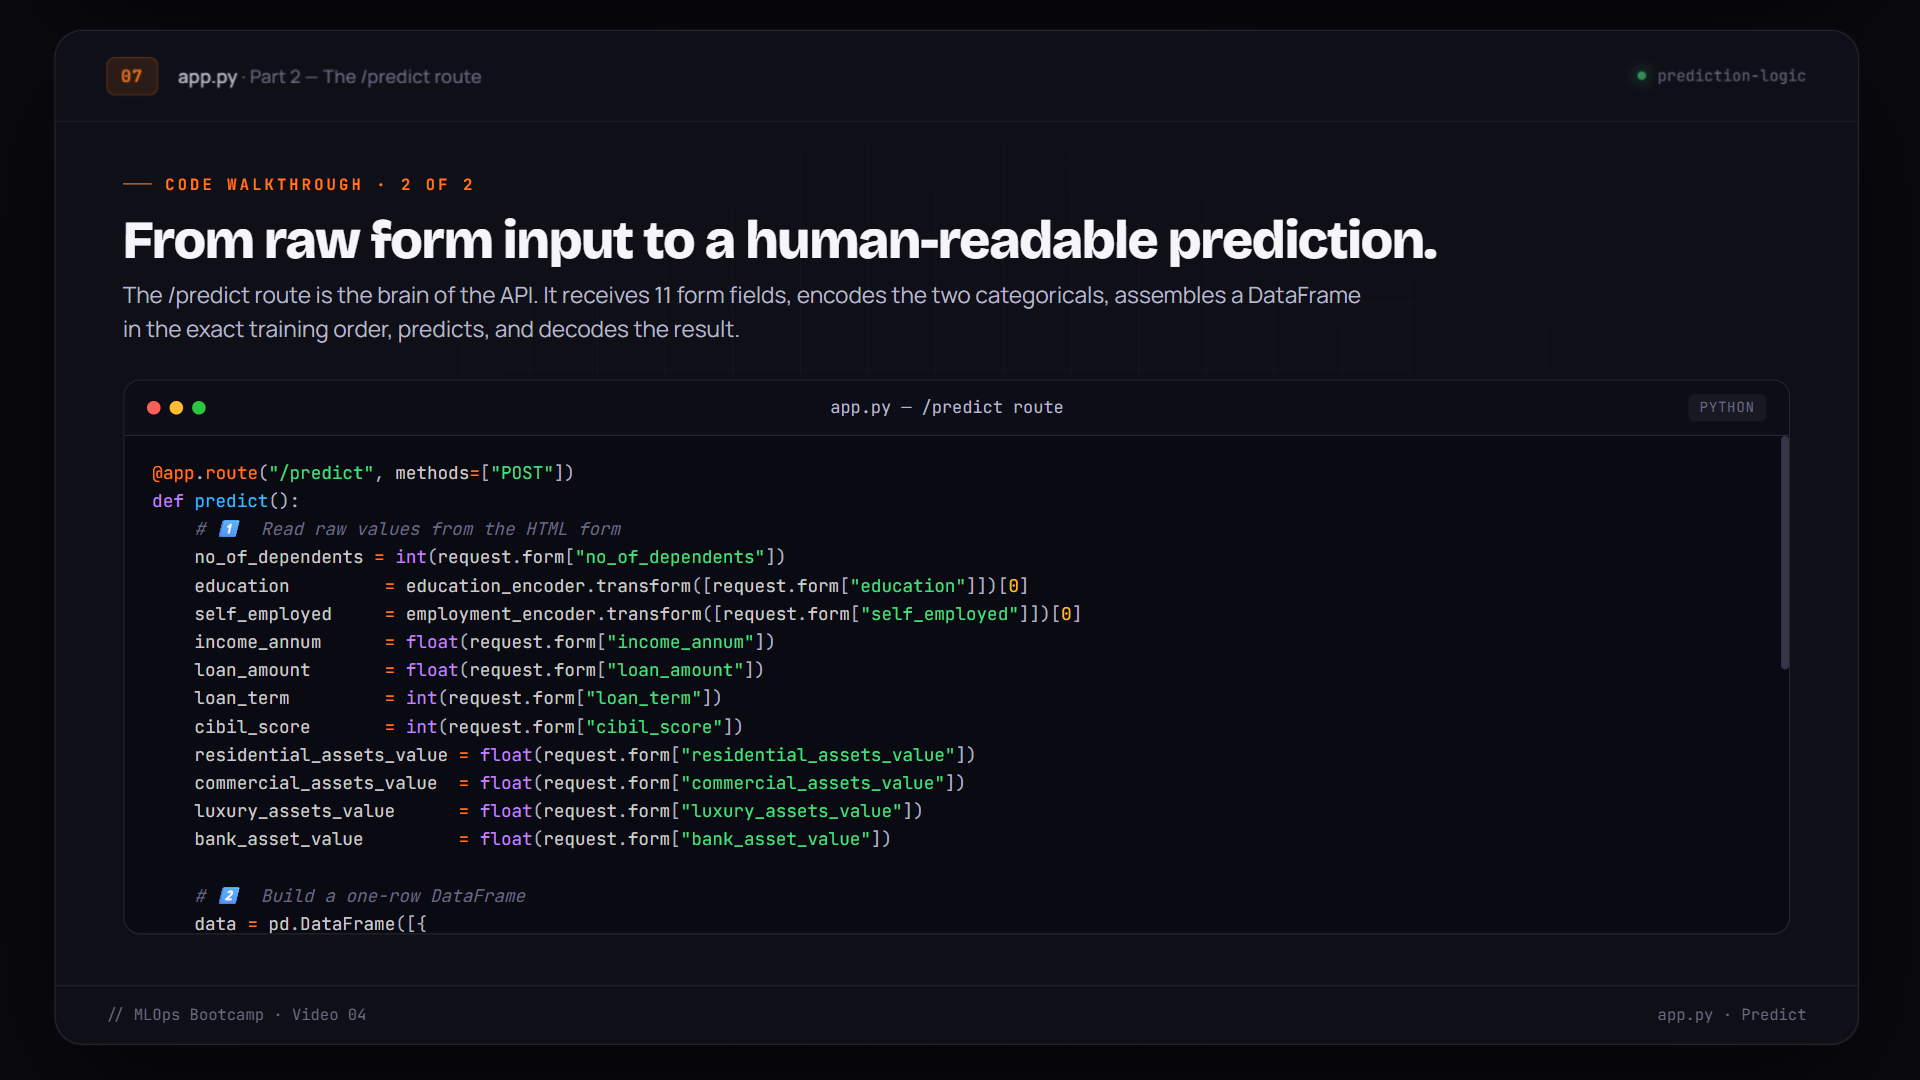 07
app.py · Part 2 — The /predict route
prediction-logic
CODE WALKTHROUGH · 2 OF 2
From raw form input to a human-readable prediction.
The /predict route is the brain of the API. It receives 11 form fields, encodes the two categoricals, assembles a DataFrame
in the exact training order, predicts, and decodes the result.
app.py — /predict route
PYTHON
@app.route("/predict", methods=["POST"])
def predict():
    # 1️⃣  Read raw values from the HTML form
    no_of_dependents = int(request.form["no_of_dependents"])
    education         = education_encoder.transform([request.form["education"]])[0]
    self_employed     = employment_encoder.transform([request.form["self_employed"]])[0]
    income_annum      = float(request.form["income_annum"])
    loan_amount       = float(request.form["loan_amount"])
    loan_term         = int(request.form["loan_term"])
    cibil_score       = int(request.form["cibil_score"])
    residential_assets_value = float(request.form["residential_assets_value"])
    commercial_assets_value  = float(request.form["commercial_assets_value"])
    luxury_assets_value      = float(request.form["luxury_assets_value"])
    bank_asset_value         = float(request.form["bank_asset_value"])
    # 2️⃣  Build a one-row DataFrame
    data = pd.DataFrame([{
// MLOps Bootcamp · Video 04
app.py · Predict